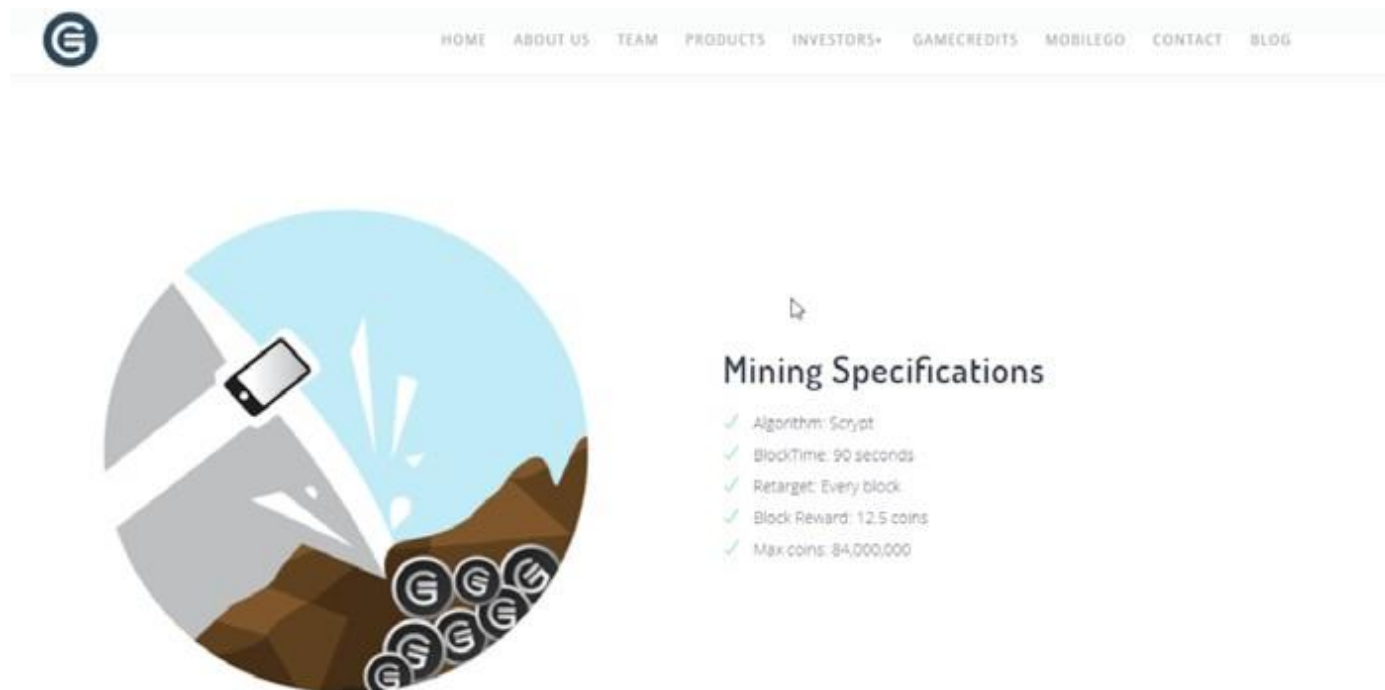 HOME ABOUT US TEAM PRODUCTS INVESTORS GAMECREDITS MOBILEGO CONTACT BLOG
Mining Specifications
Algorithm: Scrypt
BlockTime: 90 seconds
Retarget: Every block
Block Reward: 12.5 coins
Max coins: 84,000,000